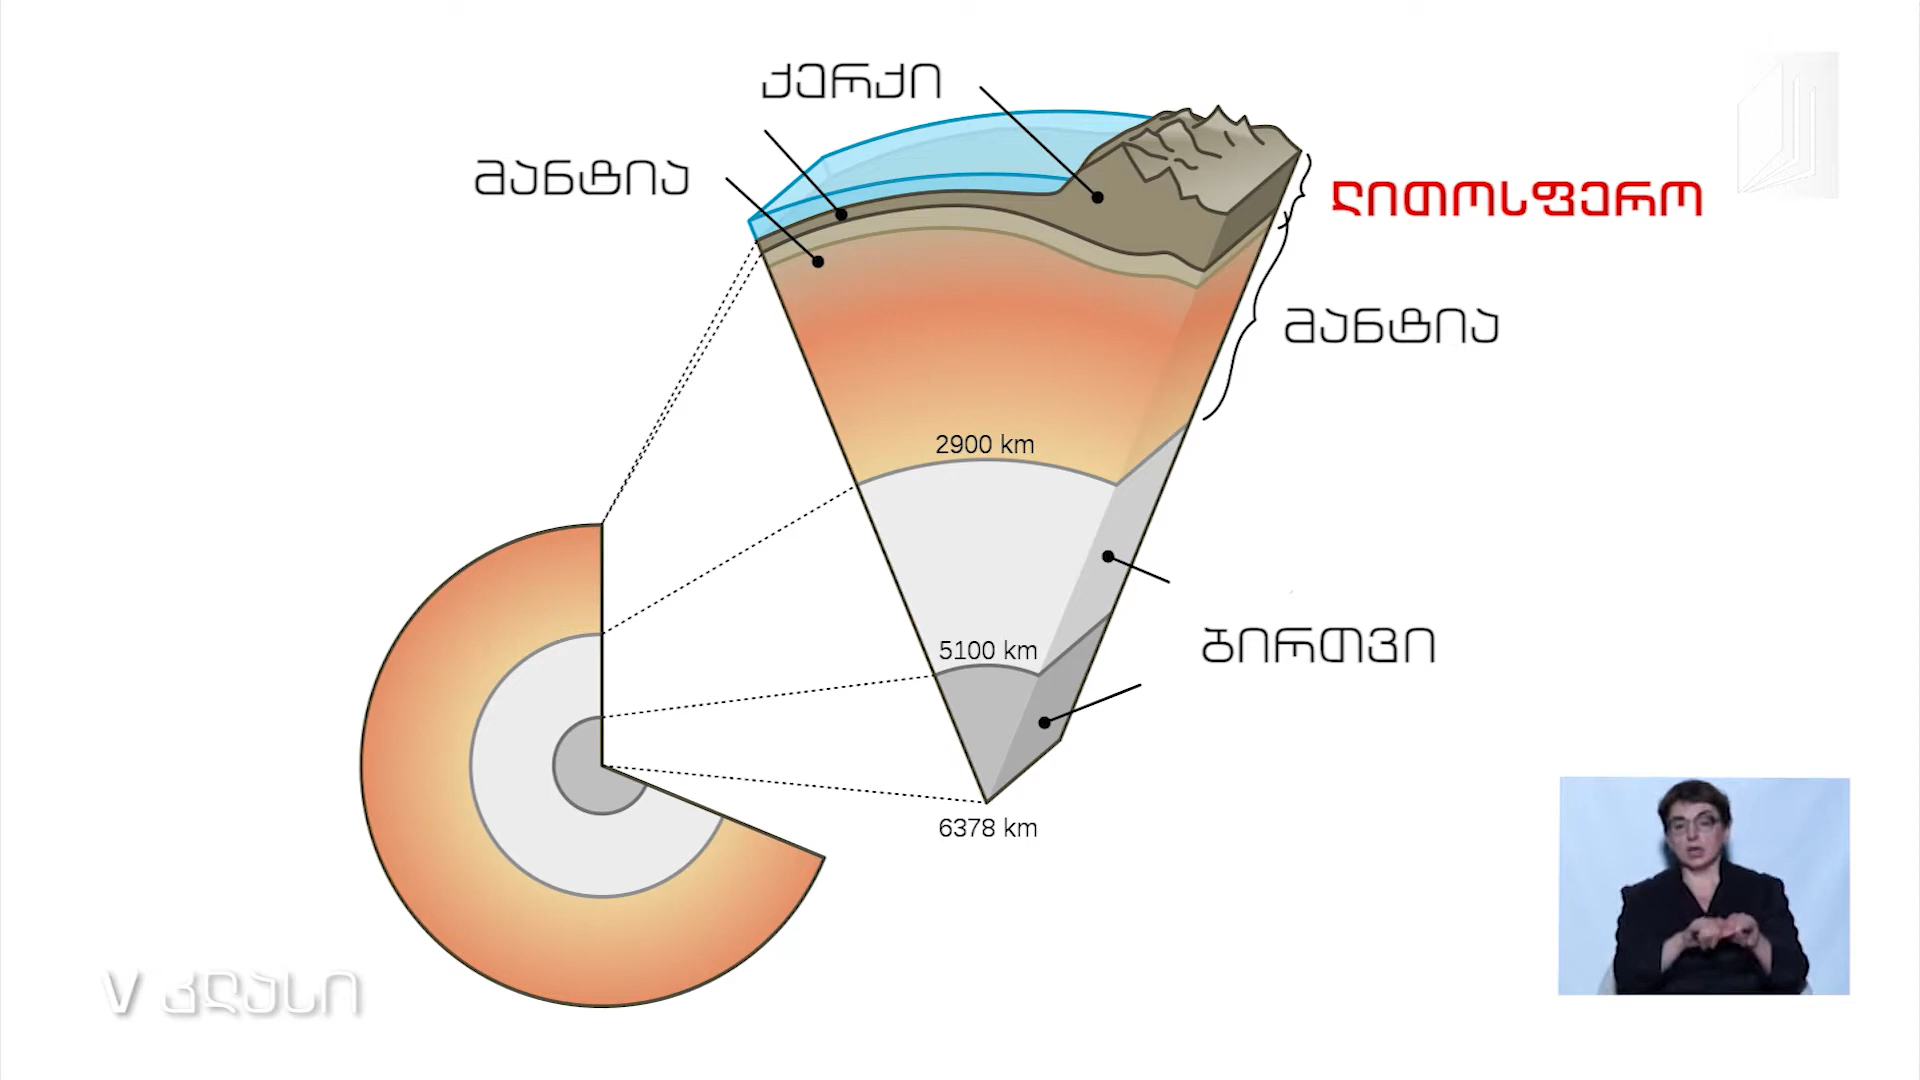 ქერქი
მანტია
ლითოსფერო
მანტია
2900 km
5100 km
ბირთვი
6378 km
V კლასი